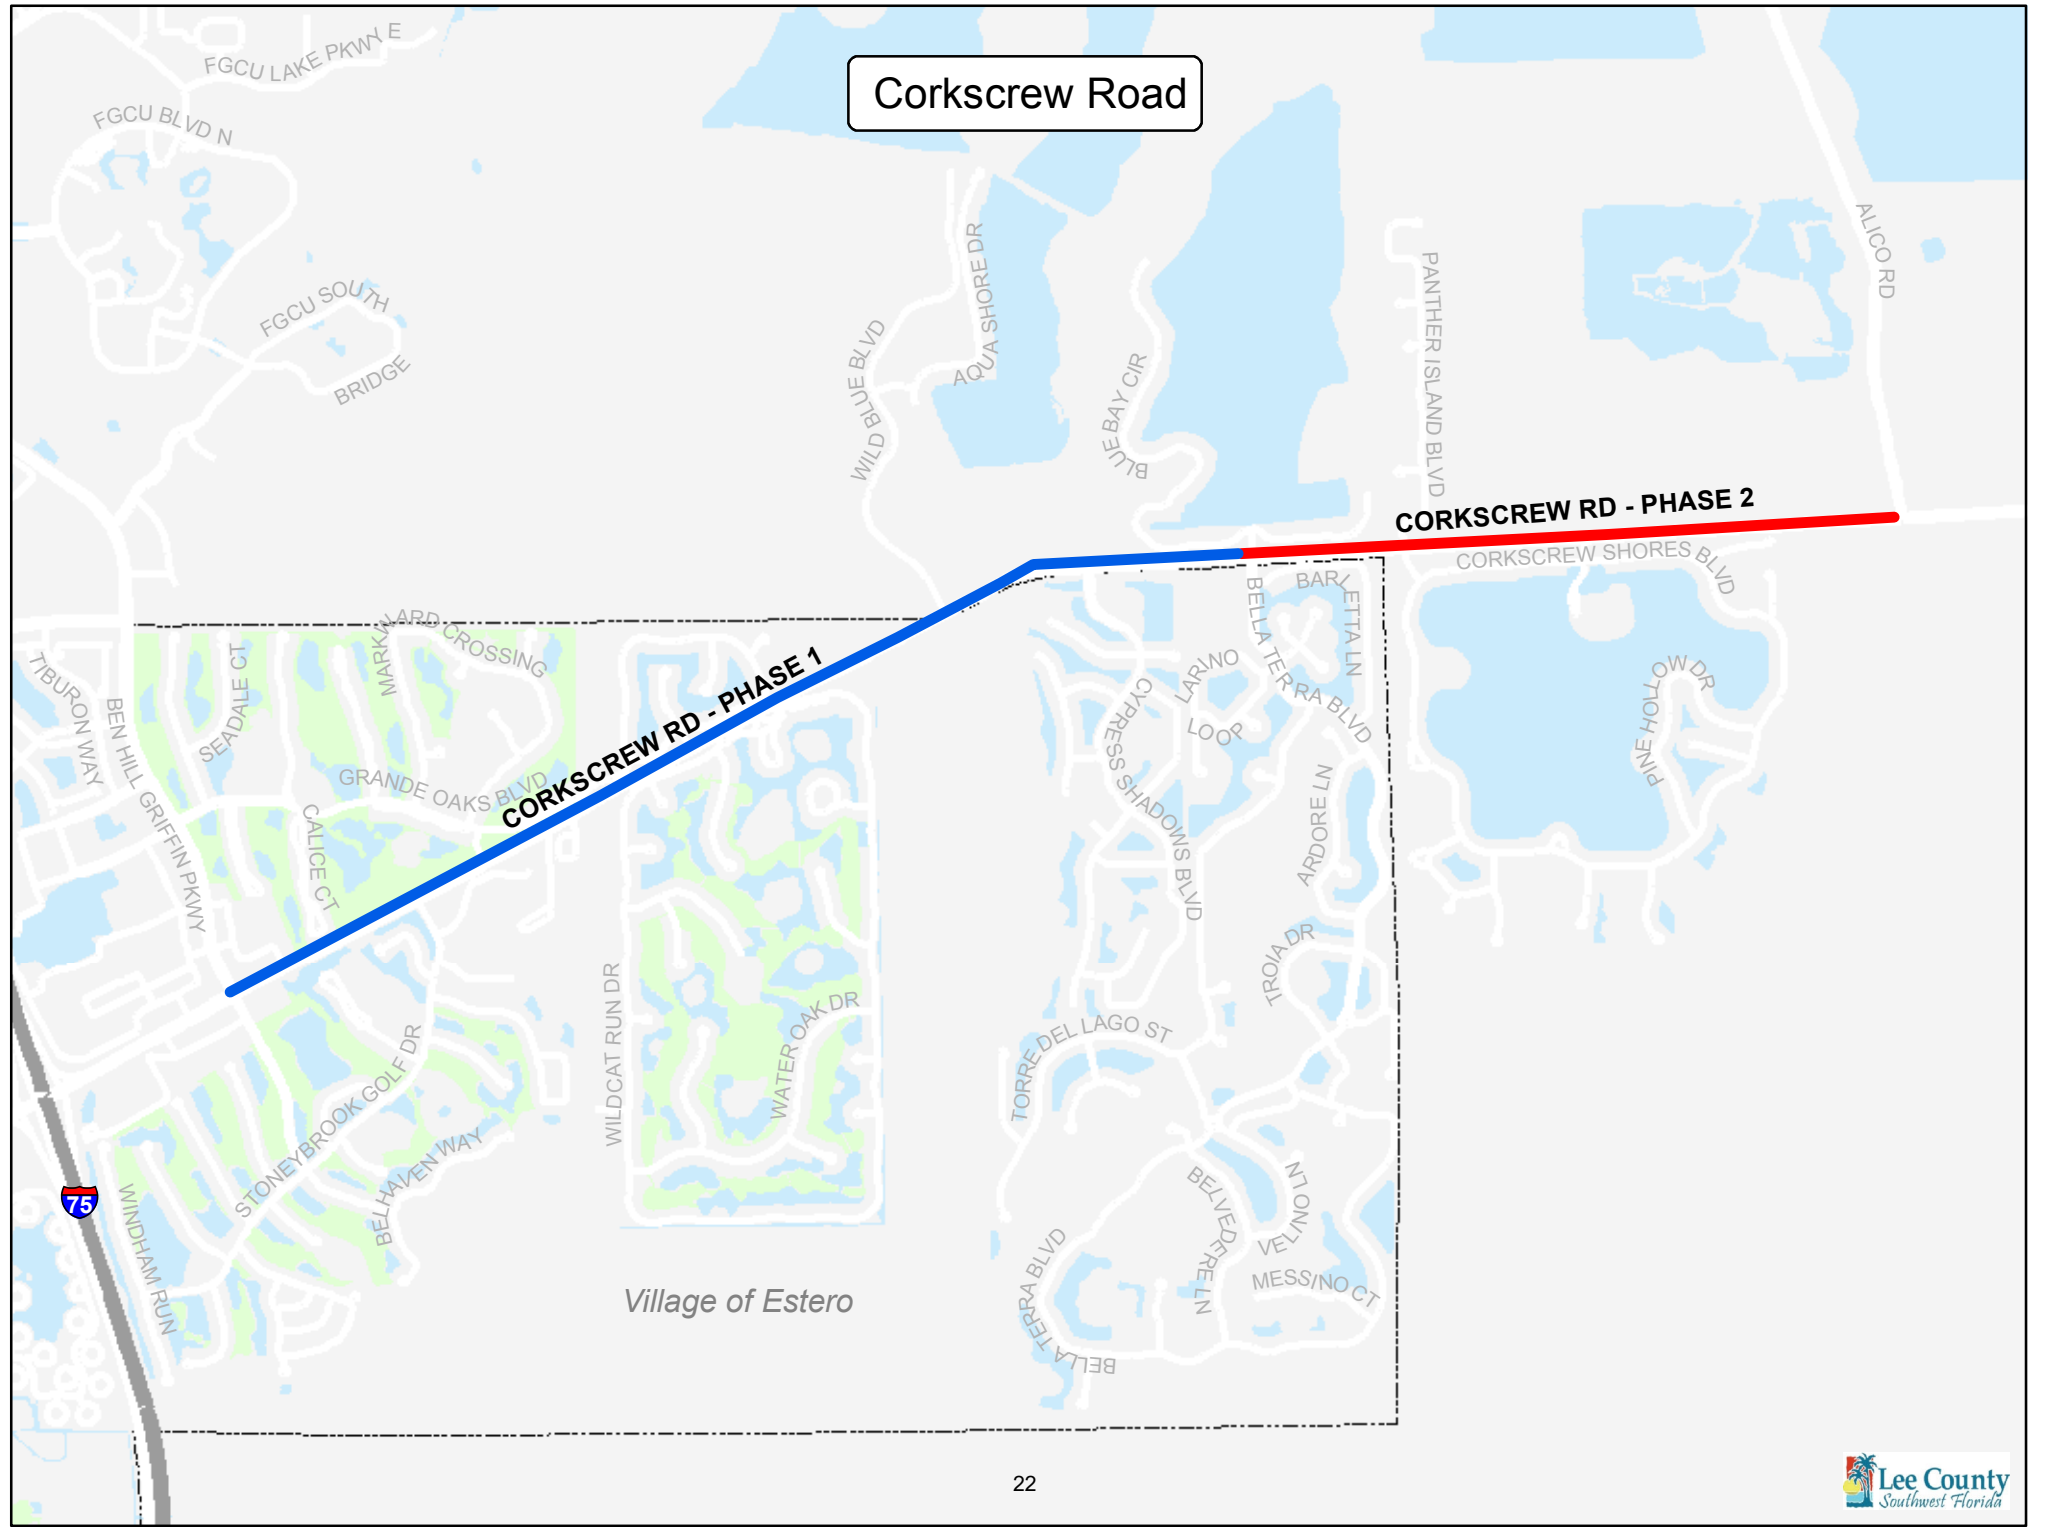 Corkscrew Road
FGCU LAKE PKWY E
FGCU BLVD N
FGCU SOUTH
BRIDGE
WILD BLUE BLVD
AQUA SHORE DR
BLUE BAY CIR
PANTHER ISLAND BLVD
ALICO RD
CORKSCREW RD - PHASE 2
CORKSCREW SHORES BLVD
BARLETTA LN
BELLA TERRA BLVD
MARKWARD CROSSING
SEADALE CT
TIBURON WAY
BEN HILL GRIFFIN PKWY
CORKSCREW RD - PHASE 1
GRANDE OAKS BLVD
CALICE CT
LARINO
LOOP
CYPRESS SHADOWS BLVD
PINE HOLLOW DR
ARDORE LN
TROIA DR
WILDCAT RUN DR
WATER OAK DR
TORRE DEL LAGO ST
STONEYBROOK GOLF DR
BELHAVEN WAY
WINDHAM RUN
75
BELVEDERE LN
VELNO LN
MESSINO CT
BELLA TERRA BLVD
Village of Estero
22
Lee County
Southwest Florida